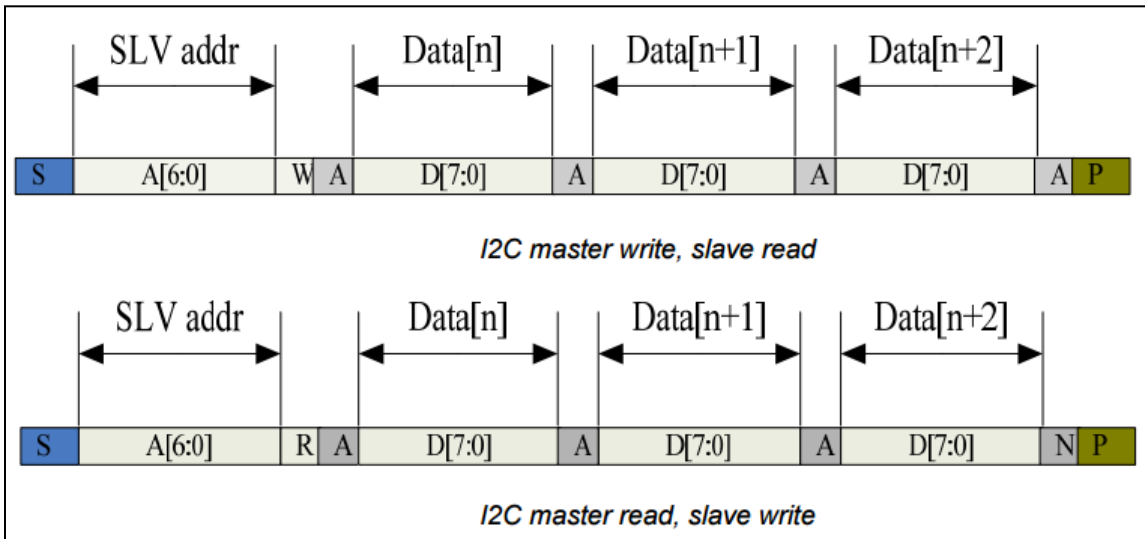 SLV addr Data[n] Data[n+1] Data[n+2]
S A[6:0] W A D[7:0] A D[7:0] A D[7:0] A P
I2C master write, slave read
SLV addr Data[n] Data[n+1] Data[n+2]
S A[6:0] R A D[7:0] A D[7:0] A D[7:0] N P
I2C master read, slave write